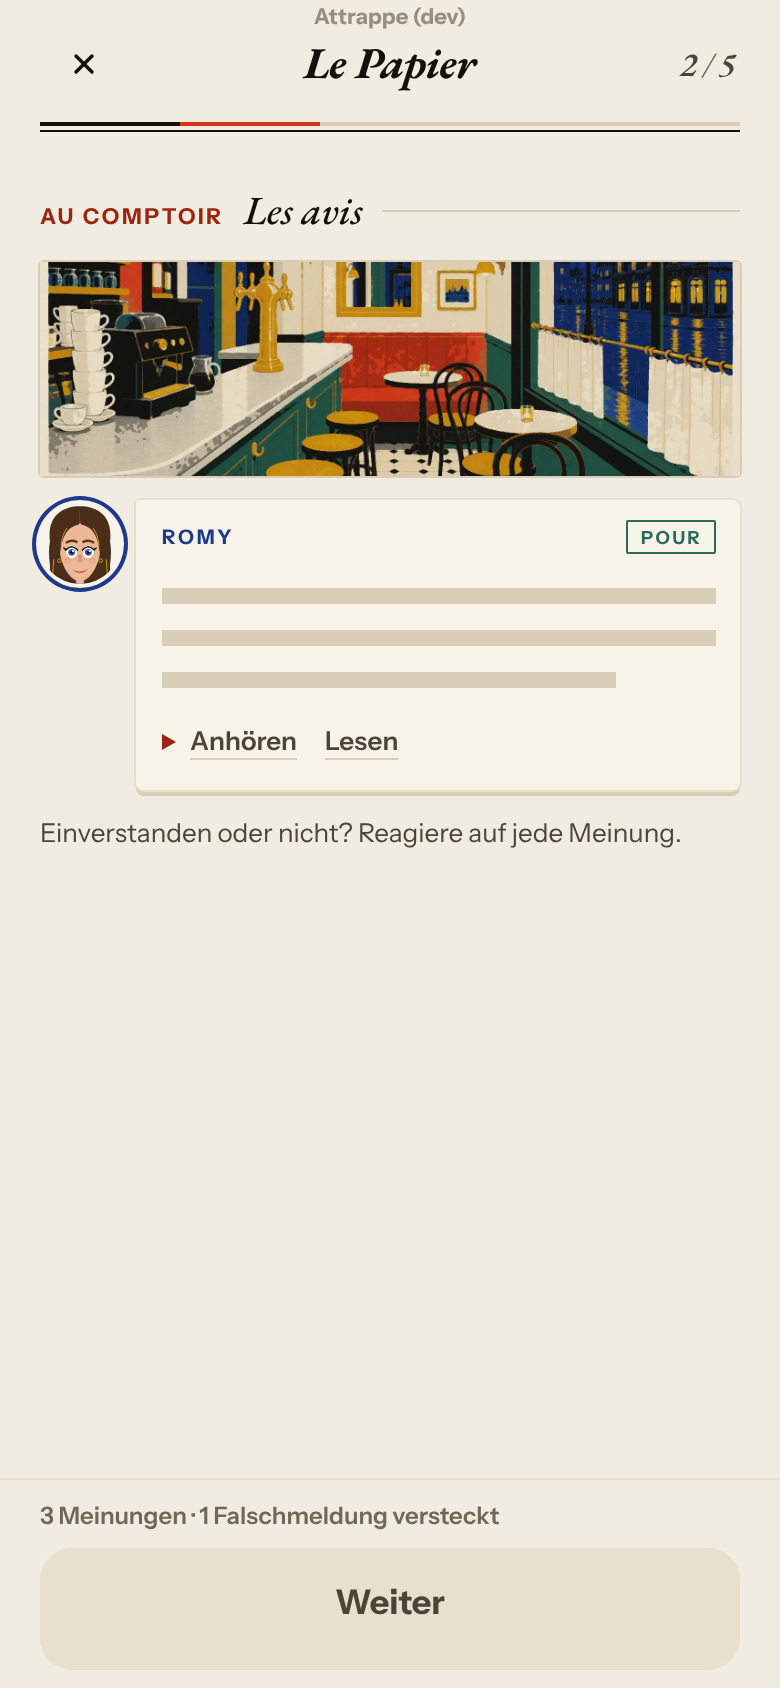 Attrappe (dev)
Le Papier
2 / 5
AU COMPTOIR Les avis
ROMY
POUR
Anhören Lesen
Einverstanden oder nicht? Reagiere auf jede Meinung.
3 Meinungen · 1 Falschmeldung versteckt
Weiter